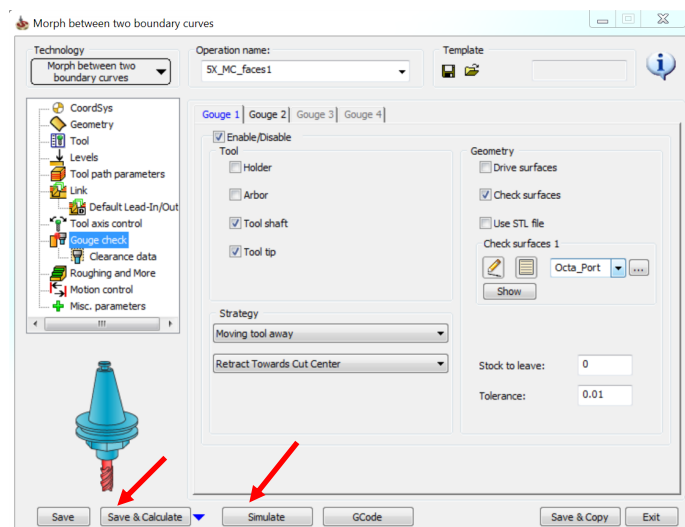 Morph between two boundary curves
Technology
Morph between two
boundary curves
Operation name:
5X_MC_faces1
Template
CoordSys
Geometry
Tool
Levels
Tool path parameters
Link
Default Lead-In/Out
Tool axis control
Gouge check
Clearance data
Roughing and More
Motion control
Misc. parameters
Gouge 1 Gouge 2 Gouge 3 Gouge 4
Enable/Disable
Tool
Holder
Arbor
Tool shaft
Tool tip
Strategy
Moving tool away
Retract Towards Cut Center
Geometry
Drive surfaces
Check surfaces
Use STL file
Check surfaces 1
Octa_Port ...
Show
Stock to leave: 0
Tolerance: 0.01
Save Save & Calculate Simulate GCode Save & Copy Exit